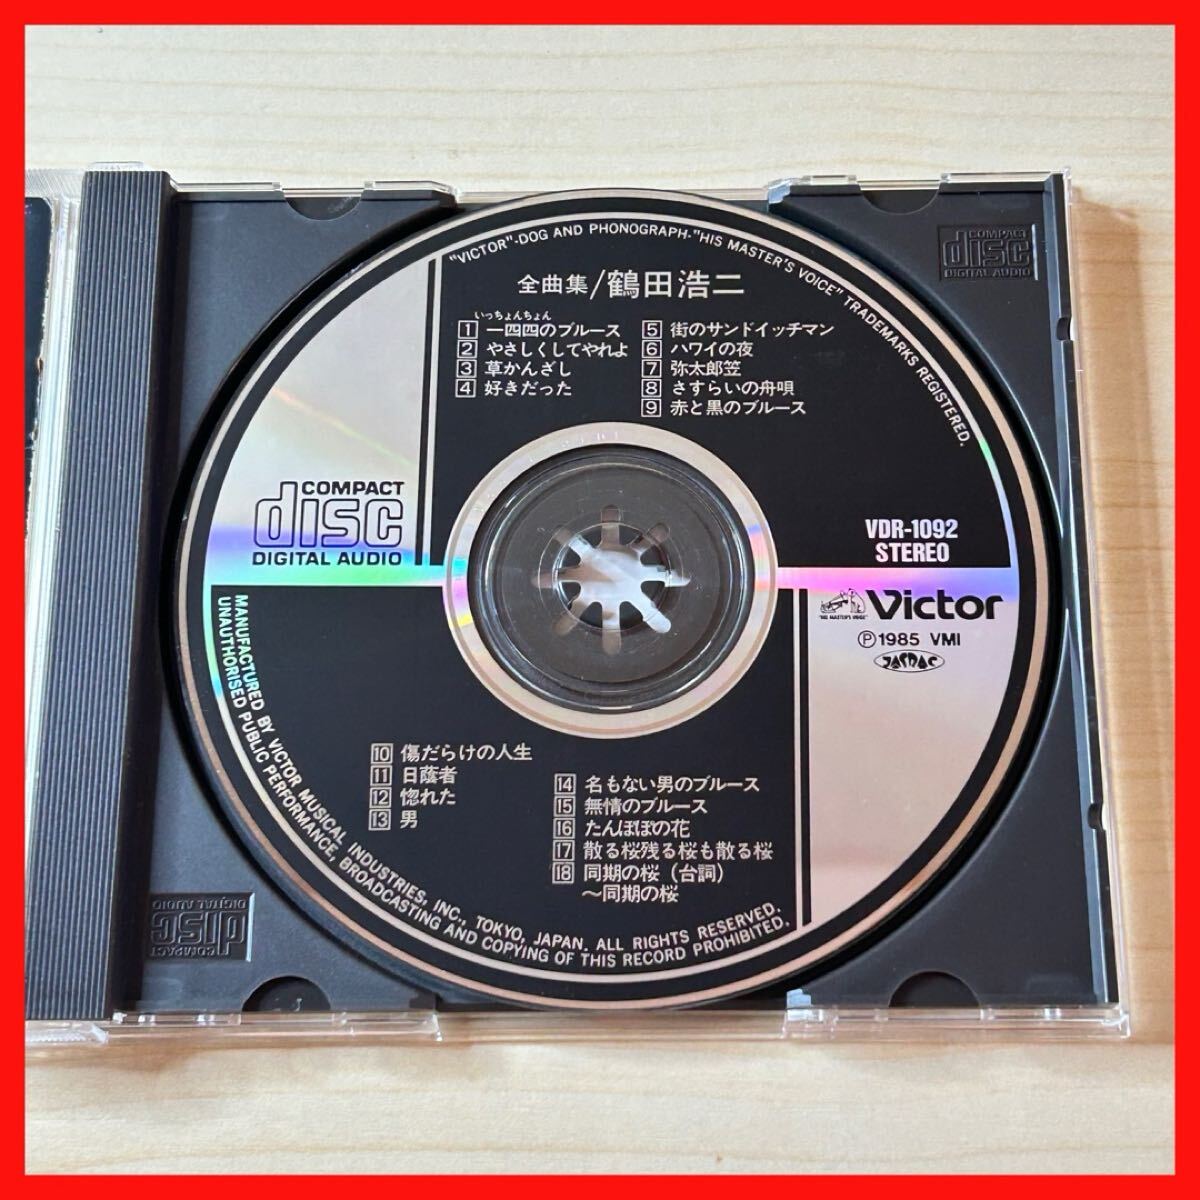 "VICTOR"-DOG AND PHONOGRAPH-"HIS MASTER'S VOICE" TRADEMARKS REGISTERED.
全曲集/鶴田浩二
いっちょんちょん
1 一四四のブルース
2 やさしくしてやれよ
3 草かんざし
4 好きだった
5 街のサンドイッチマン
6 ハワイの夜
7 弥太郎笠
8 さすらいの舟唄
9 赤と黒のブルース
COMPACT
disc
DIGITAL AUDIO
COMPACT
disc
DIGITAL AUDIO
VDR-1092
STEREO
"HIS MASTER'S VOICE"
Victor
Ⓟ1985 VMI
JASRAC
10 傷だらけの人生
11 日蔭者
12 惚れた
13 男
14 名もない男のブルース
15 無情のブルース
16 たんぽぽの花
17 散る桜残る桜も散る桜
18 同期の桜（台詞）
～同期の桜
MANUFACTURED BY VICTOR MUSICAL INDUSTRIES, INC., TOKYO, JAPAN. ALL RIGHTS RESERVED.
UNAUTHORISED PUBLIC PERFORMANCE, BROADCASTING AND COPYING OF THIS RECORD PROHIBITED.
COMPACT
disc
DIGITAL AUDIO